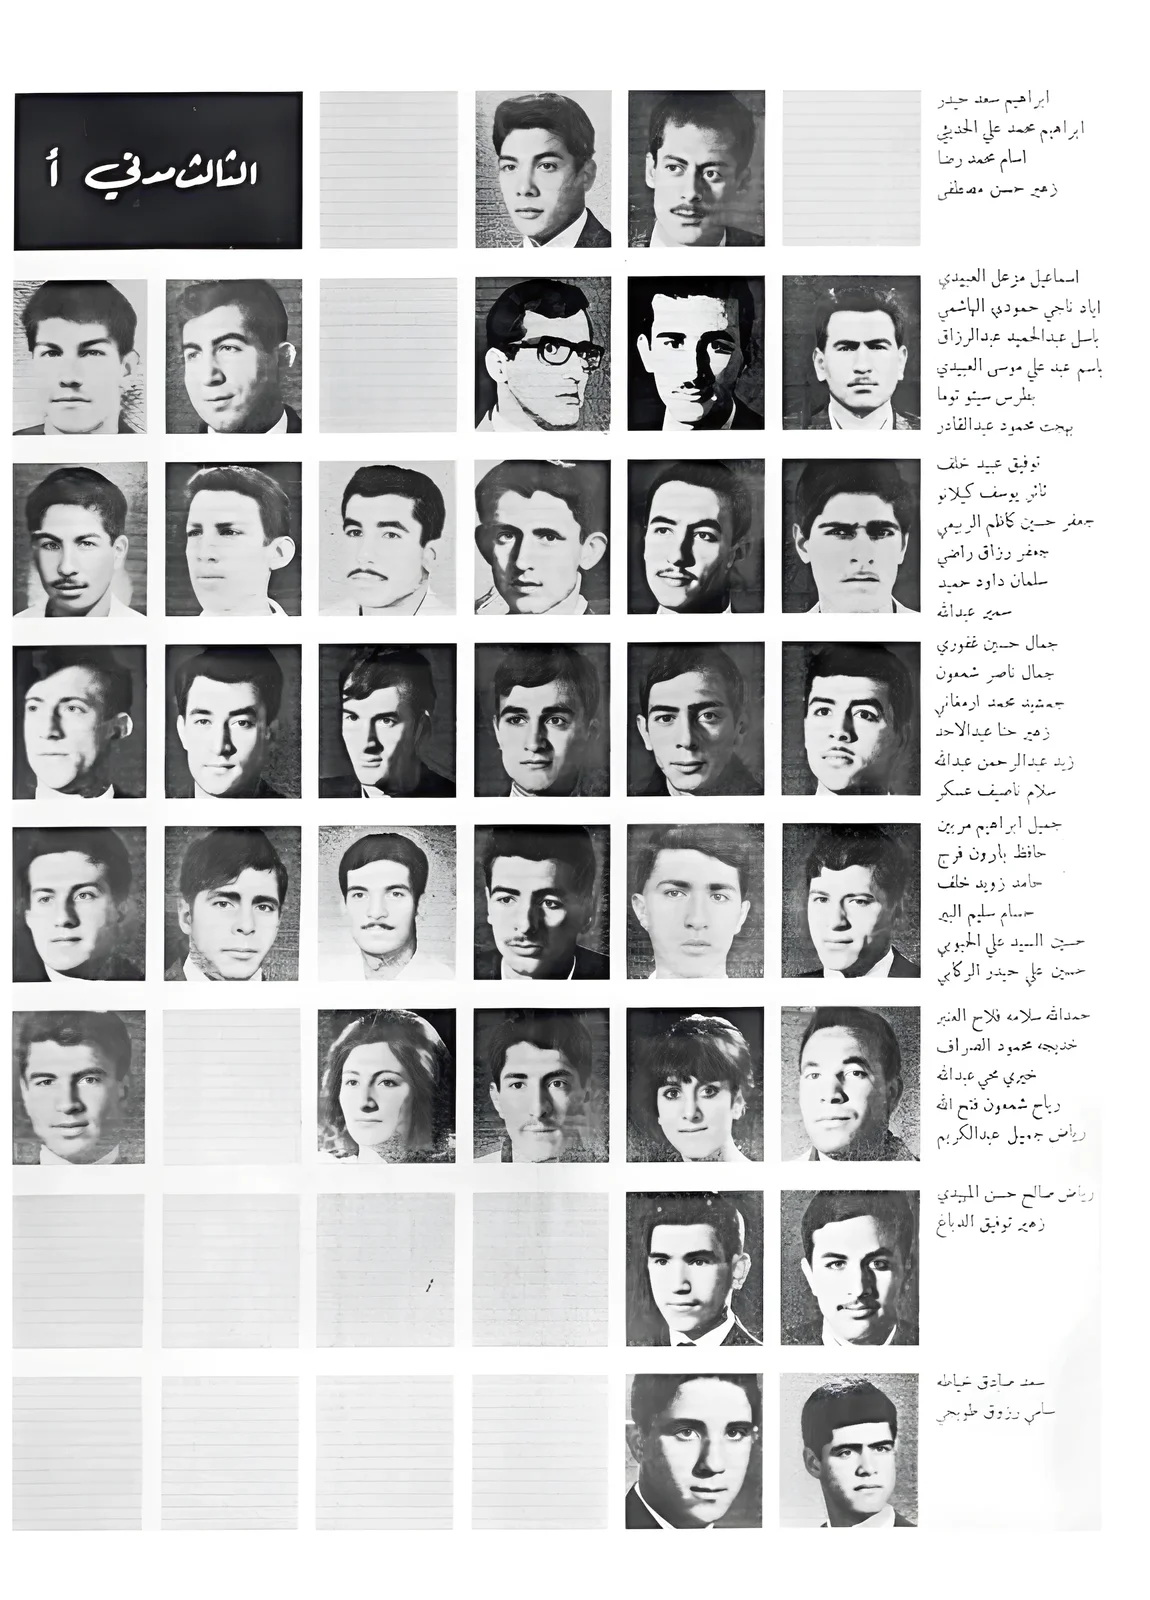 الثالث مدني أ
ابراهيم سعد حيدر
ابراهيم محمد علي الحديثي
اسام محمد رضا
زهير حسن مصطفى
اسماعيل مزعل العبيدي
اياد ناجي حمودي الهاشمي
باسل عبدالحميد عبدالرزاق
باسم عبد علي موسى العبيدي
بطرس سيتو توما
بهجت محمود عبدالقادر
توفيق عبيد خلف
ثائر يوسف كيلانو
جعفر حسين كاظم الربيعي
جعفر رزاق راضي
سلمان داود حميد
سمير عبدالله
جمال حسين غفوري
جمال ناصر شمعون
جمشيد محمد ارمغاني
زهير حنا عبدالاحد
زيد عبدالرحمن عبدالله
سلام ناصيف عسكر
جميل ابراهيم مربين
حافظ بارون فرج
حامد زويد خلف
حسام سليم البير
حسين السيد علي الحبوبي
حسين علي حيدر الركابي
حمدالله سلامه فلاح العنبر
خديجه محمود الصراف
خيري محي عبدالله
رباح شمعون فتح الله
رياض جميل عبدالكريم
رياض صالح حسن المهدي
زهير توفيق الدباغ
سعد صادق خياطه
سامي رزوق طوبجي